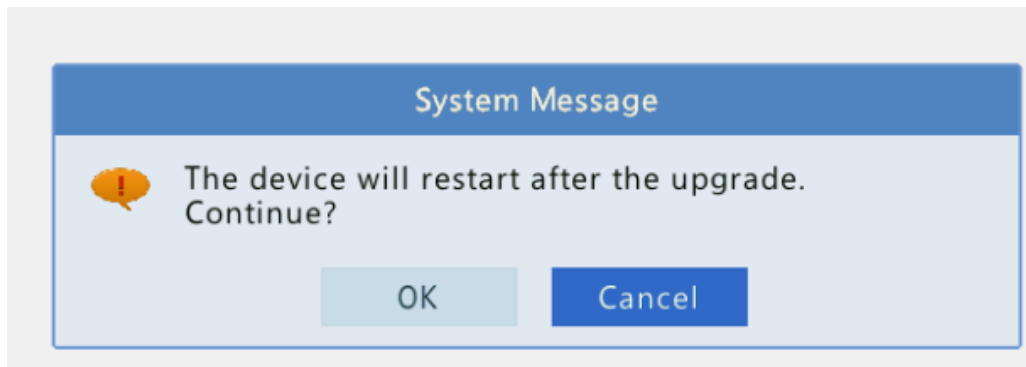 System Message
The device will restart after the upgrade.
Continue?
OK Cancel